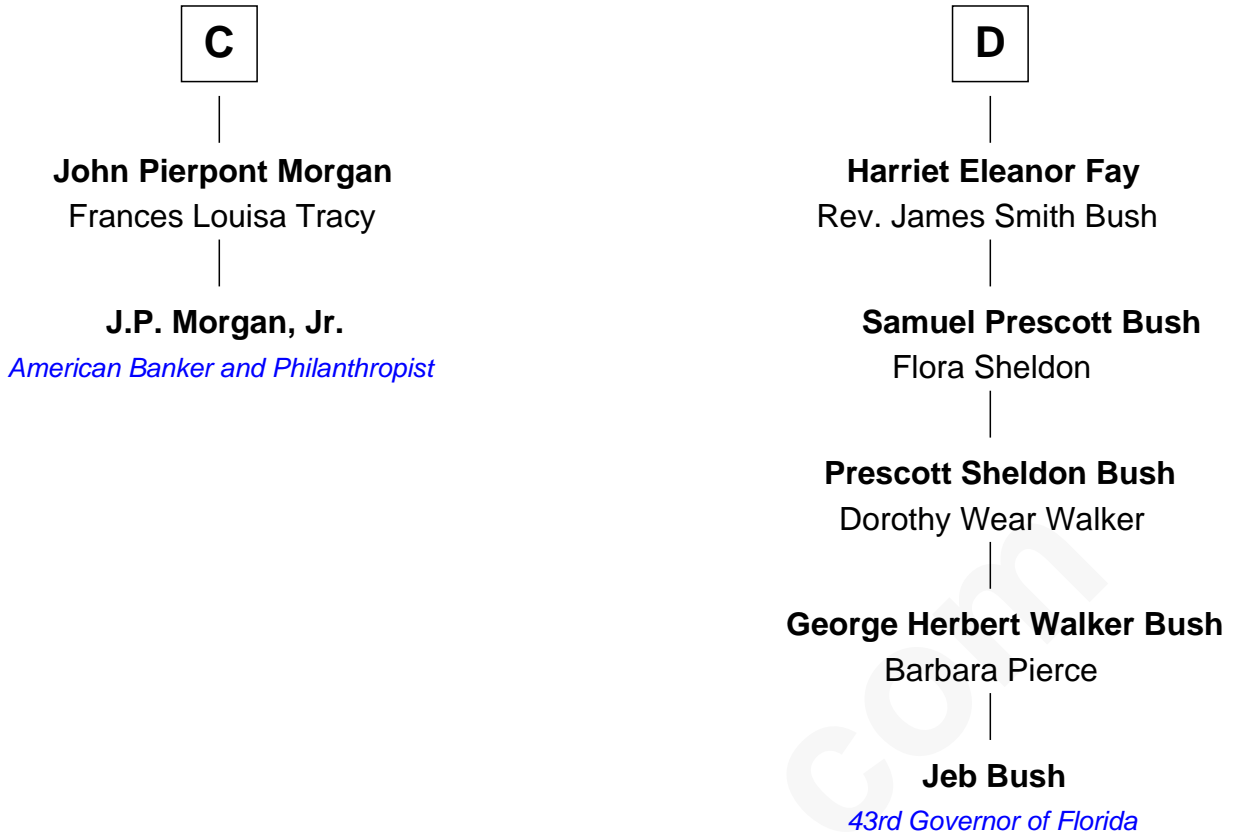 C
John Pierpont Morgan
Frances Louisa Tracy
J.P. Morgan, Jr.
American Banker and Philanthropist
D
Harriet Eleanor Fay
Rev. James Smith Bush
Samuel Prescott Bush
Flora Sheldon
Prescott Sheldon Bush
Dorothy Wear Walker
George Herbert Walker Bush
Barbara Pierce
Jeb Bush
43rd Governor of Florida
com